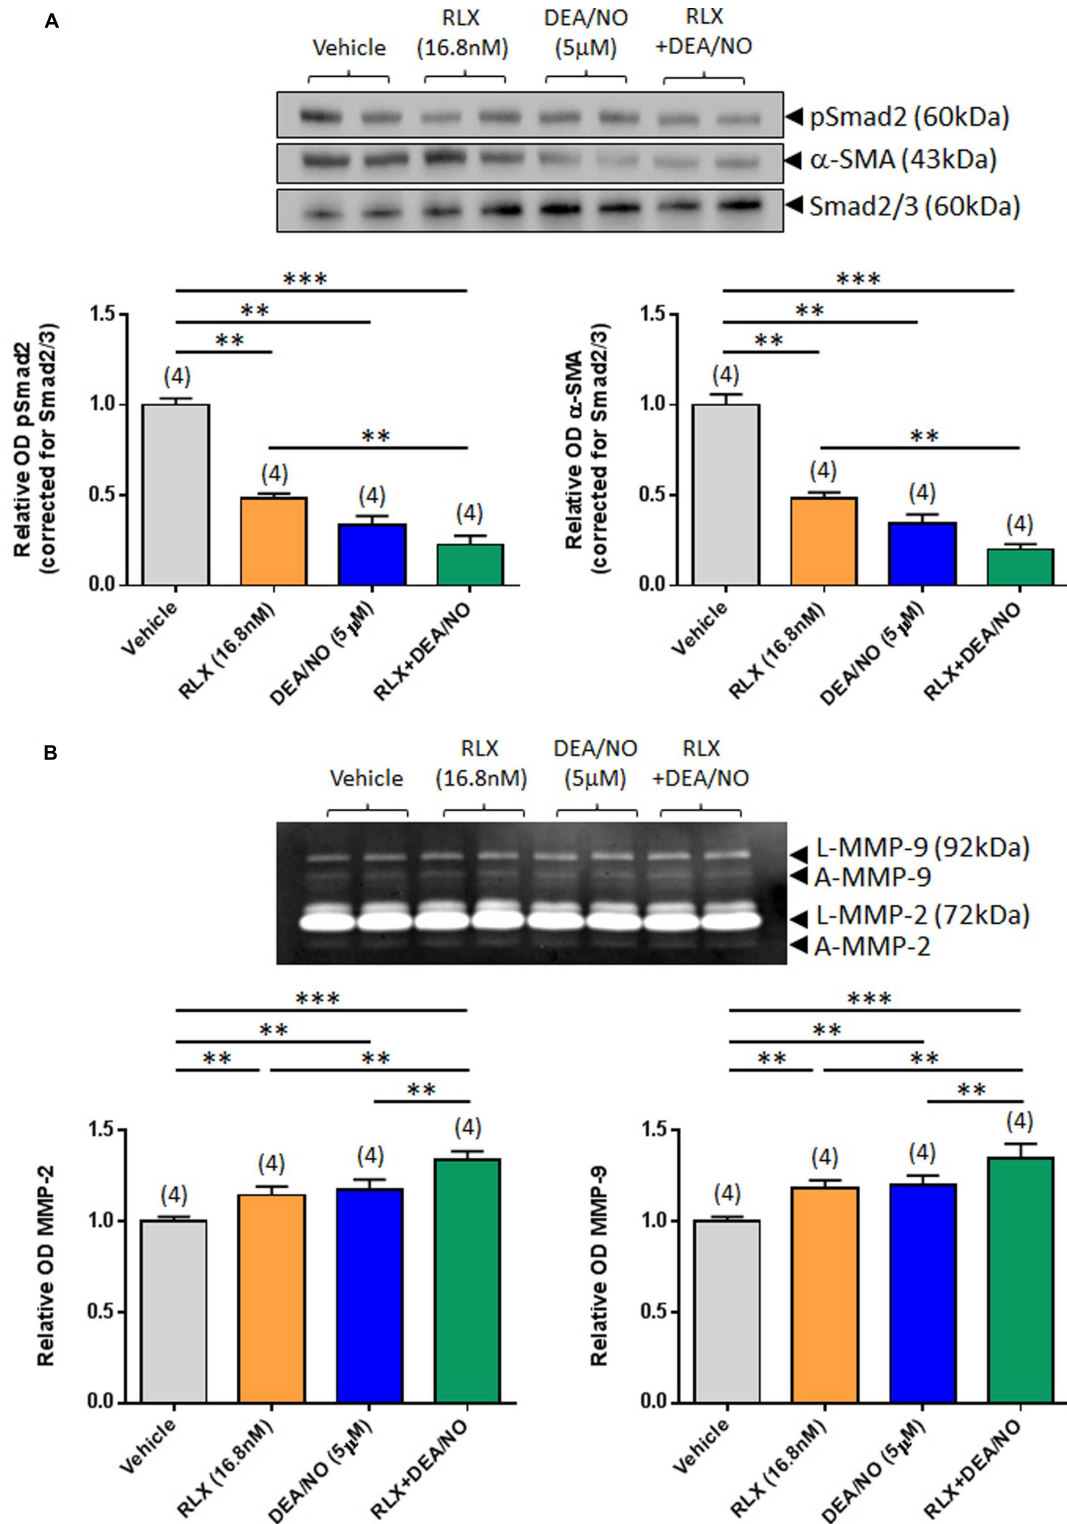 A
Vehicle
RLX
(16.8nM)
DEA/NO
(5µM)
RLX
+DEA/NO
pSmad2 (60kDa)
α-SMA (43kDa)
Smad2/3 (60kDa)
***
**
**
**
(4)
(4)
(4)
(4)
Relative OD pSmad2
(corrected for Smad2/3)
1.5
1.0
0.5
0.0
Vehicle
RLX (16.8nM)
DEA/NO (5µM)
RLX+DEA/NO
***
**
**
**
(4)
(4)
(4)
(4)
Relative OD α-SMA
(corrected for Smad2/3)
1.5
1.0
0.5
0.0
Vehicle
RLX (16.8nM)
DEA/NO (5µM)
RLX+DEA/NO
B
Vehicle
RLX
(16.8nM)
DEA/NO
(5µM)
RLX
+DEA/NO
L-MMP-9 (92kDa)
A-MMP-9
L-MMP-2 (72kDa)
A-MMP-2
***
**
**
**
**
(4)
(4)
(4)
(4)
Relative OD MMP-2
1.5
1.0
0.5
0.0
Vehicle
RLX (16.8nM)
DEA/NO (5µM)
RLX+DEA/NO
***
**
**
**
**
(4)
(4)
(4)
(4)
Relative OD MMP-9
1.5
1.0
0.5
0.0
Vehicle
RLX (16.8nM)
DEA/NO (5µM)
RLX+DEA/NO